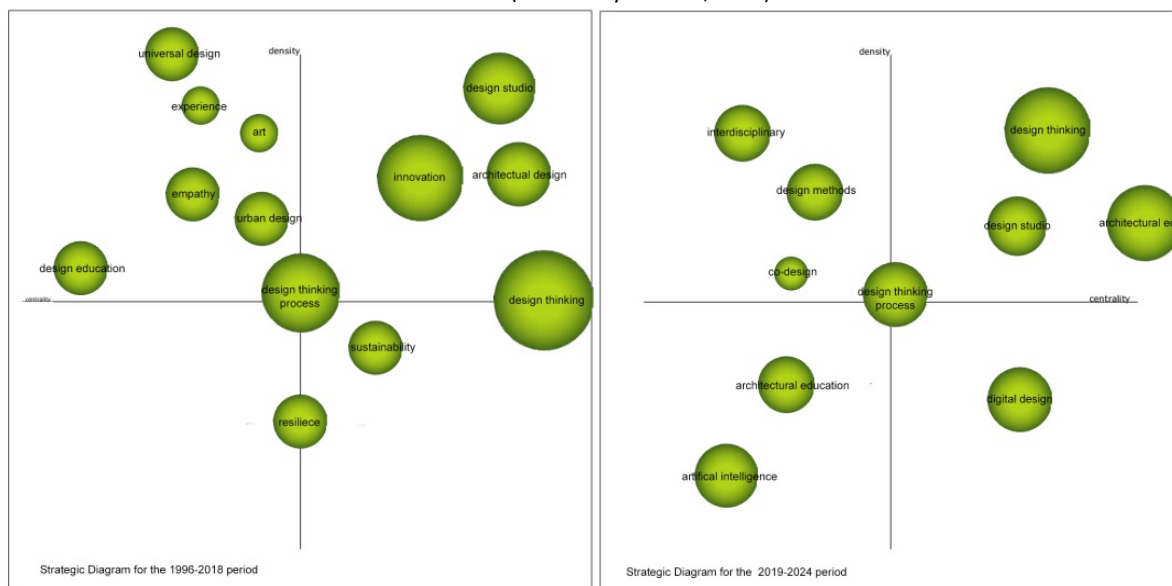 universal design
density
design studio
experience
art
innovation
architectual design
empathy
urban design
design education
design thinking
process
centrality
design thinking
sustainability
resiliece
Strategic Diagram for the 1996-2018 period
density
design thinking
interdisciplinary
design methods
design studio
architectural e
co-design
design thinking
process
centrality
architectural education
digital design
artifical intelligence
Strategic Diagram for the 2019-2024 period